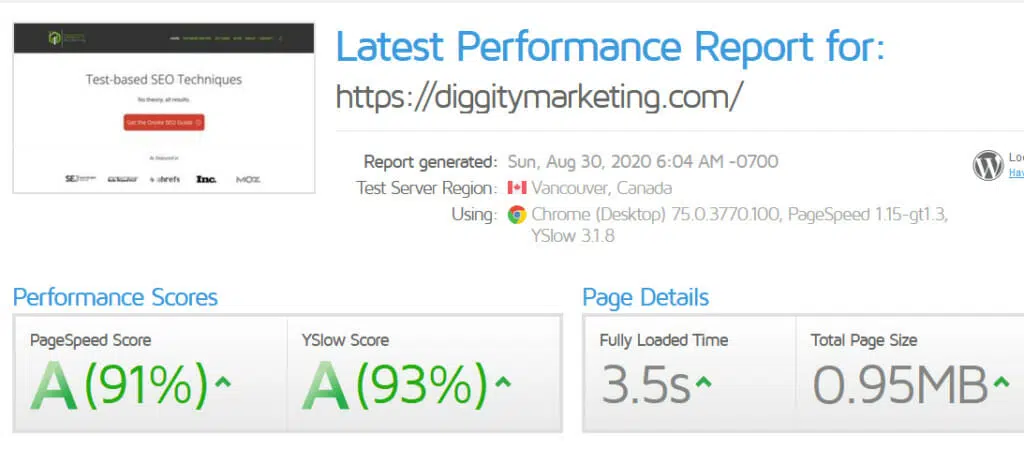 Latest Performance Report for:
https://diggitymarketing.com/
Test-based SEO Techniques
No theory, all results.
Get the Onsite SEO Guide
As Featured In
SEJ
ahrefs
Inc.
MOZ
Report generated: Sun, Aug 30, 2020 6:04 AM -0700
Test Server Region: Vancouver, Canada
Using: Chrome (Desktop) 75.0.3770.100, PageSpeed 1.15-gt1.3,
YSlow 3.1.8
Loo
Hav
Performance Scores
Page Details
PageSpeed Score
YSlow Score
Fully Loaded Time
Total Page Size
A (91%)
A (93%)
3.5s
0.95MB